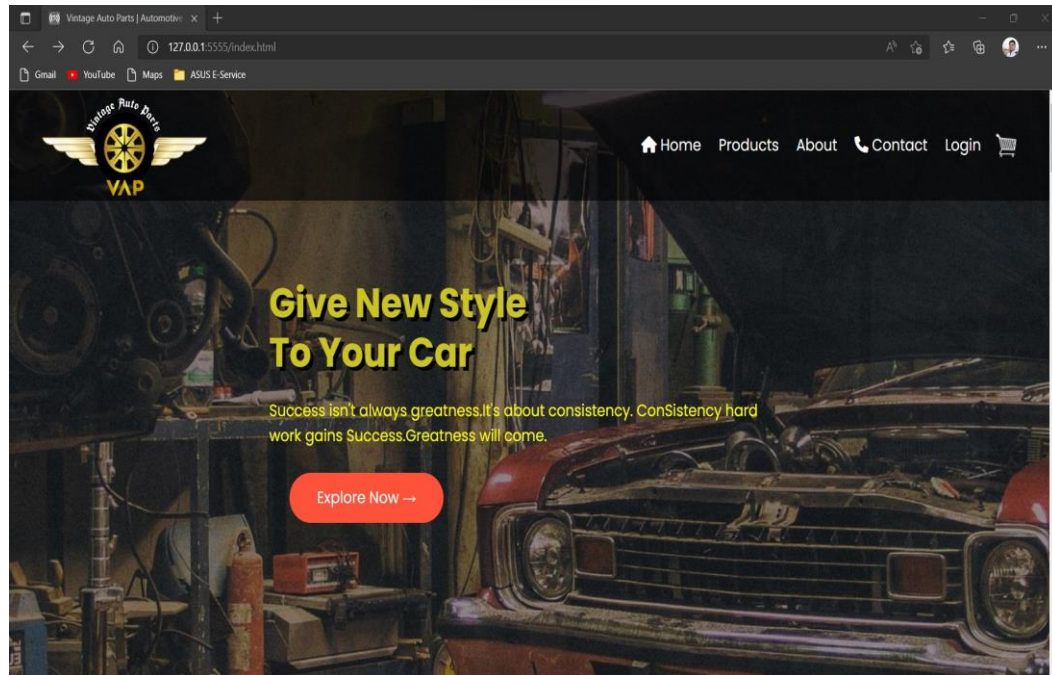 Vintage Auto Parts | Automotive
127.0.0.1:5555/index.html
Gmail YouTube Maps ASUS E-Service
Vintage Auto Parts
VAP
Home Products About Contact Login
Give New Style
To Your Car
Success isn't always greatness.It's about consistency. ConSistency hard
work gains Success.Greatness will come.
Explore Now →